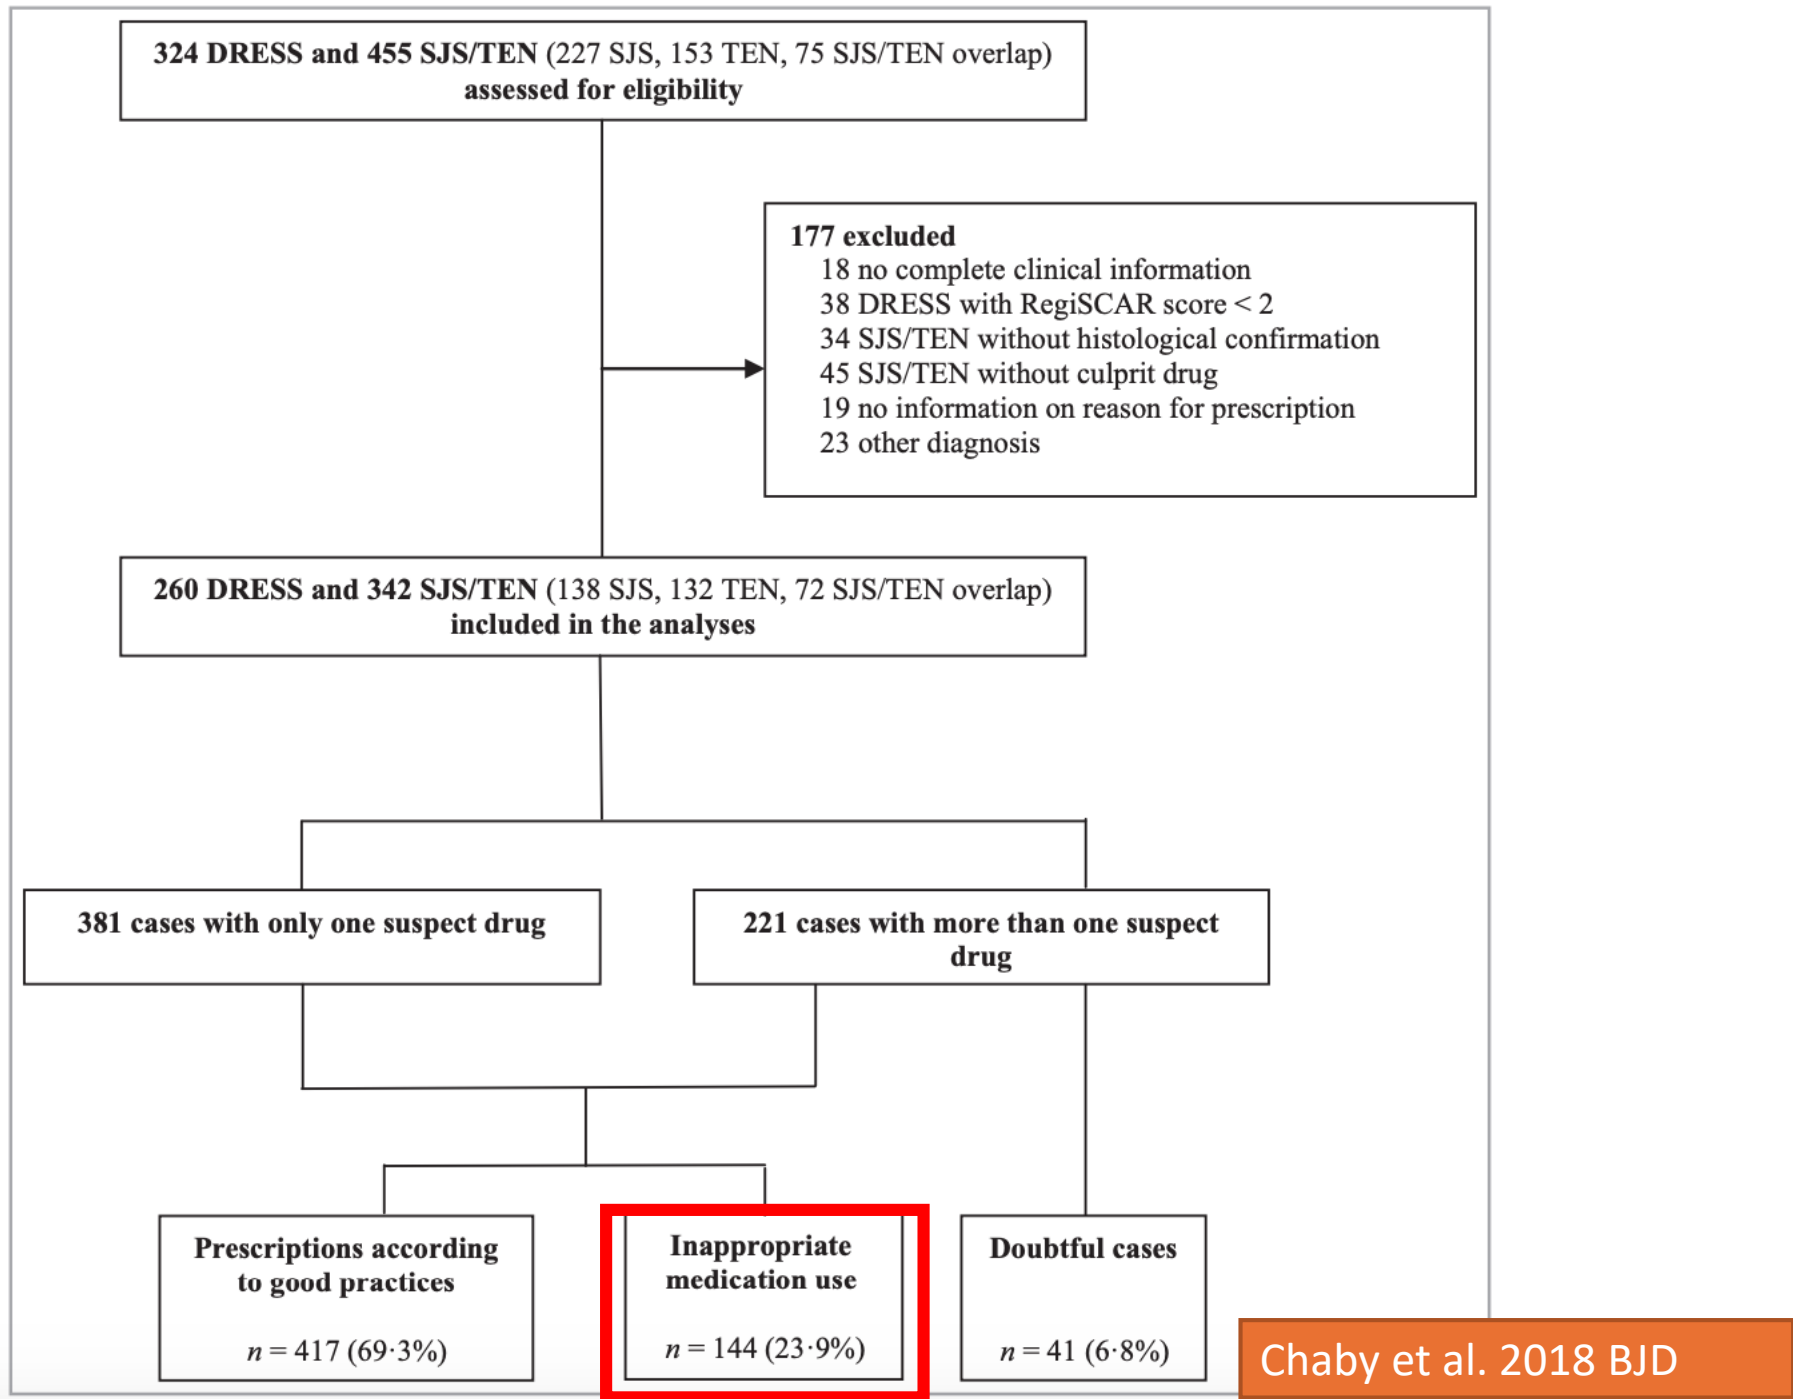 324 DRESS and 455 SJS/TEN (227 SJS, 153 TEN, 75 SJS/TEN overlap)
assessed for eligibility
177 excluded
18 no complete clinical information
38 DRESS with RegiSCAR score < 2
34 SJS/TEN without histological confirmation
45 SJS/TEN without culprit drug
19 no information on reason for prescription
23 other diagnosis
260 DRESS and 342 SJS/TEN (138 SJS, 132 TEN, 72 SJS/TEN overlap)
included in the analyses
381 cases with only one suspect drug
221 cases with more than one suspect
drug
Prescriptions according
to good practices
n = 417 (69·3%)
Inappropriate
medication use
n = 144 (23·9%)
Doubtful cases
n = 41 (6·8%)
Chaby et al. 2018 BJD